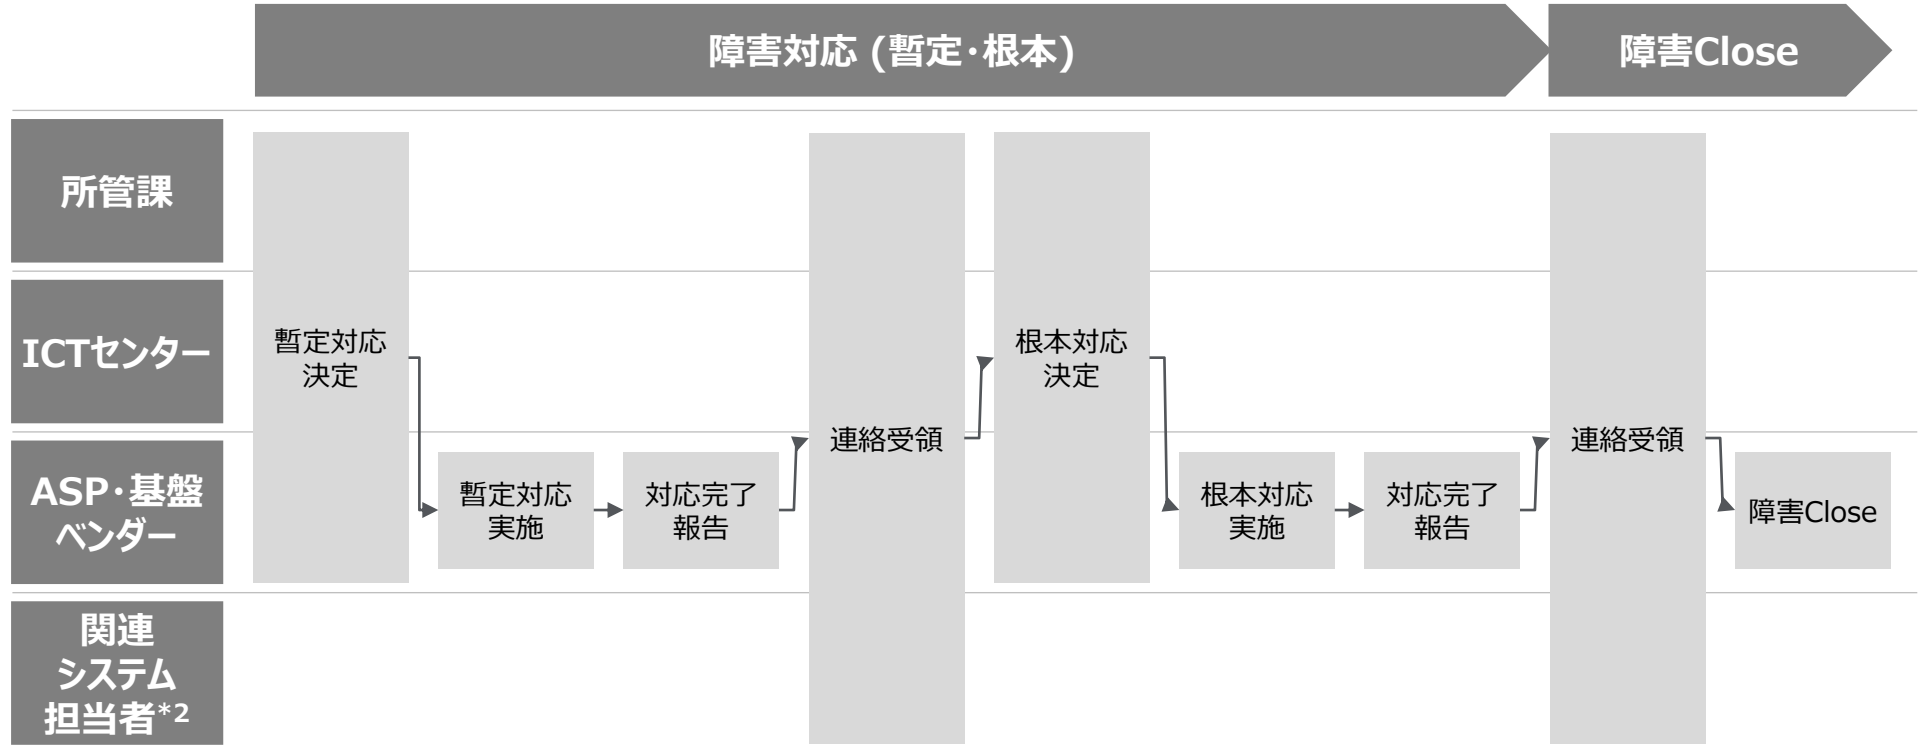 障害対応 (暫定･根本)
障害Close
所管課
ICTセンター
暫定対応
決定
根本対応
決定
連絡受領
連絡受領
ASP･基盤
ベンダー
暫定対応
実施
対応完了
報告
根本対応
実施
対応完了
報告
障害Close
関連
システム
担当者*2